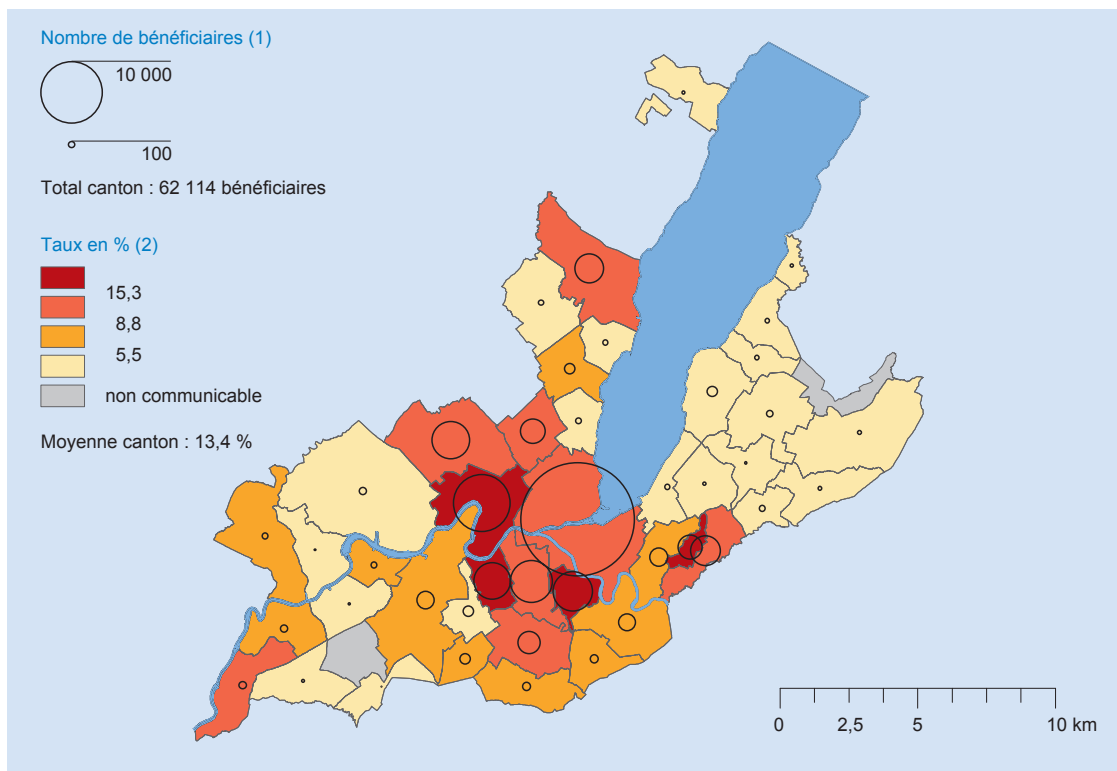 Nombre de bénéficiaires (1)
10 000
100
Total canton : 62 114 bénéficiaires
Taux en % (2)
15,3
8,8
5,5
non communicable
Moyenne canton : 13,4 %
0 2,5 5 10 km